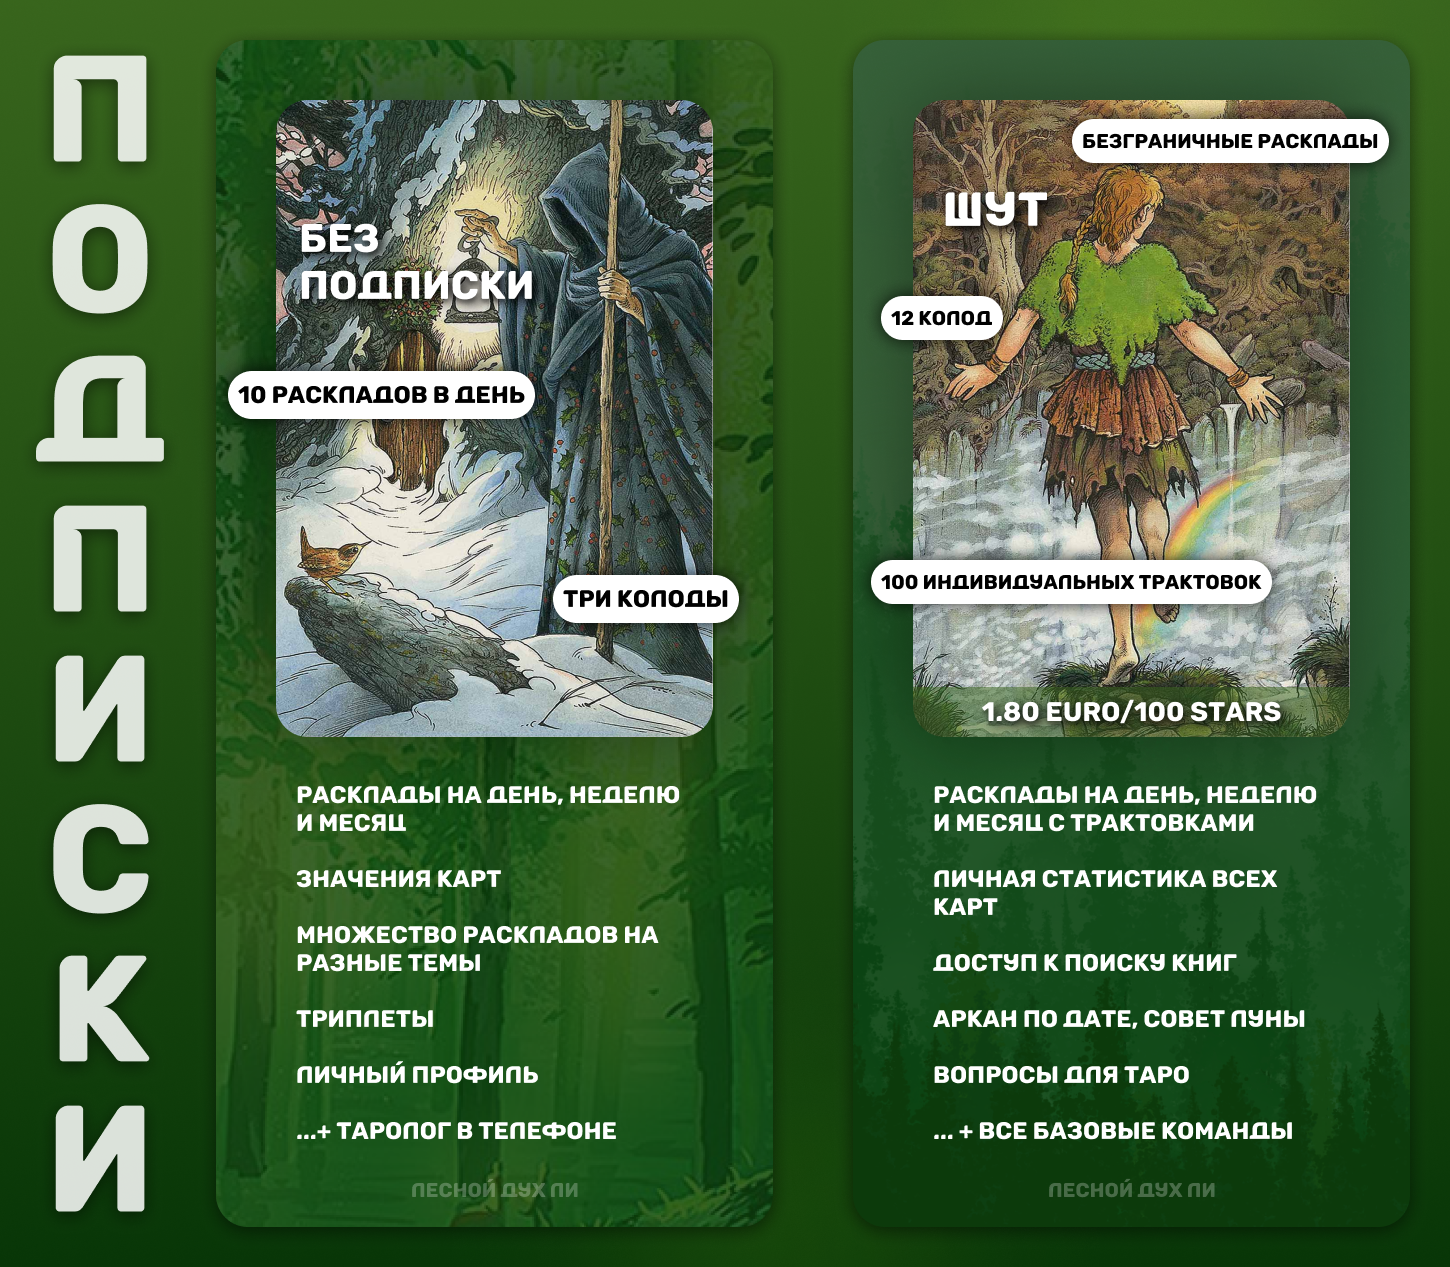 ПОДПИСКИ
БЕЗ
ПОДПИСКИ
10 РАСКЛАДОВ В ДЕНЬ
ТРИ КОЛОДЫ
РАСКЛАДЫ НА ДЕНЬ, НЕДЕЛЮ
И МЕСЯЦ
ЗНАЧЕНИЯ КАРТ
МНОЖЕСТВО РАСКЛАДОВ НА
РАЗНЫЕ ТЕМЫ
ТРИПЛЕТЫ
ЛИЧНЫЙ ПРОФИЛЬ
...+ ТАРОЛОГ В ТЕЛЕФОНЕ
ЛЕСНОЙ ДУХ ЛИ
БЕЗГРАНИЧНЫЕ РАСКЛАДЫ
ШУТ
12 КОЛОД
100 ИНДИВИДУАЛЬНЫХ ТРАКТОВОК
1.80 EURO/100 STARS
РАСКЛАДЫ НА ДЕНЬ, НЕДЕЛЮ
И МЕСЯЦ С ТРАКТОВКАМИ
ЛИЧНАЯ СТАТИСТИКА ВСЕХ
КАРТ
ДОСТУП К ПОИСКУ КНИГ
АРКАН ПО ДАТЕ, СОВЕТ ЛУНЫ
ВОПРОСЫ ДЛЯ ТАРО
... + ВСЕ БАЗОВЫЕ КОМАНДЫ
ЛЕСНОЙ ДУХ ЛИ